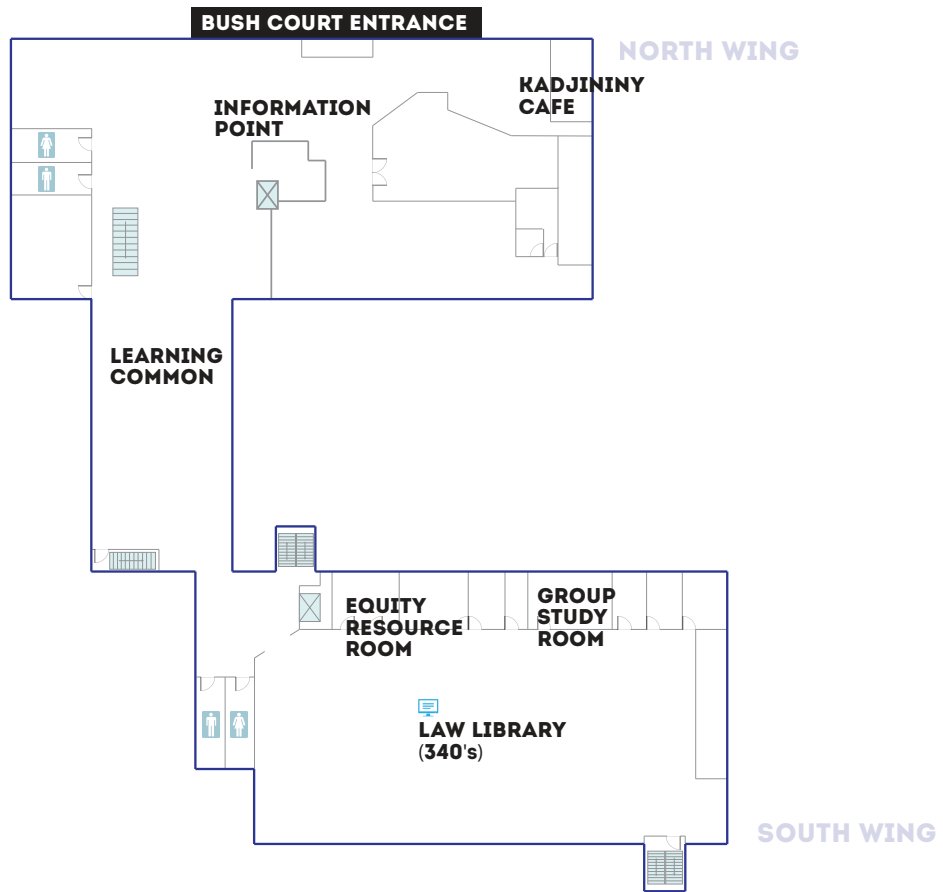 BUSH COURT ENTRANCE
NORTH WING
KADJININY
CAFE
INFORMATION
POINT
LEARNING
COMMON
EQUITY
RESOURCE
ROOM
GROUP
STUDY
ROOM
LAW LIBRARY
(340's)
SOUTH WING